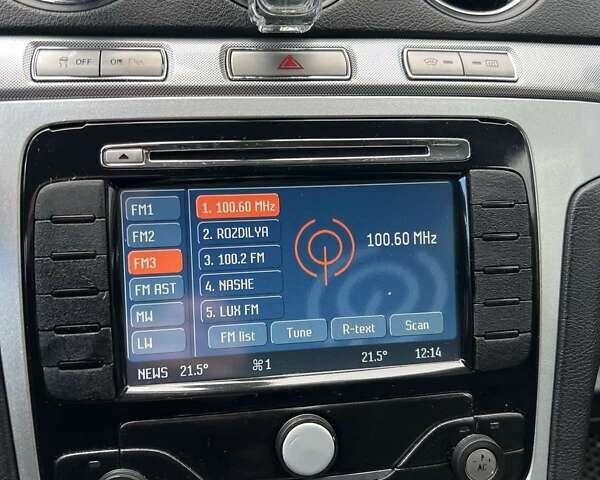 OFF
FM1
FM2
FM3
FM AST
MW
LW
1. 100.60 MHz
2. ROZDILYA
3. 100.2 FM
4. NASHE
5. LUX FM
100.60 MHz
FM list
Tune
R-text
Scan
NEWS 21.5° ⌘1 21.5° 12:14
AC